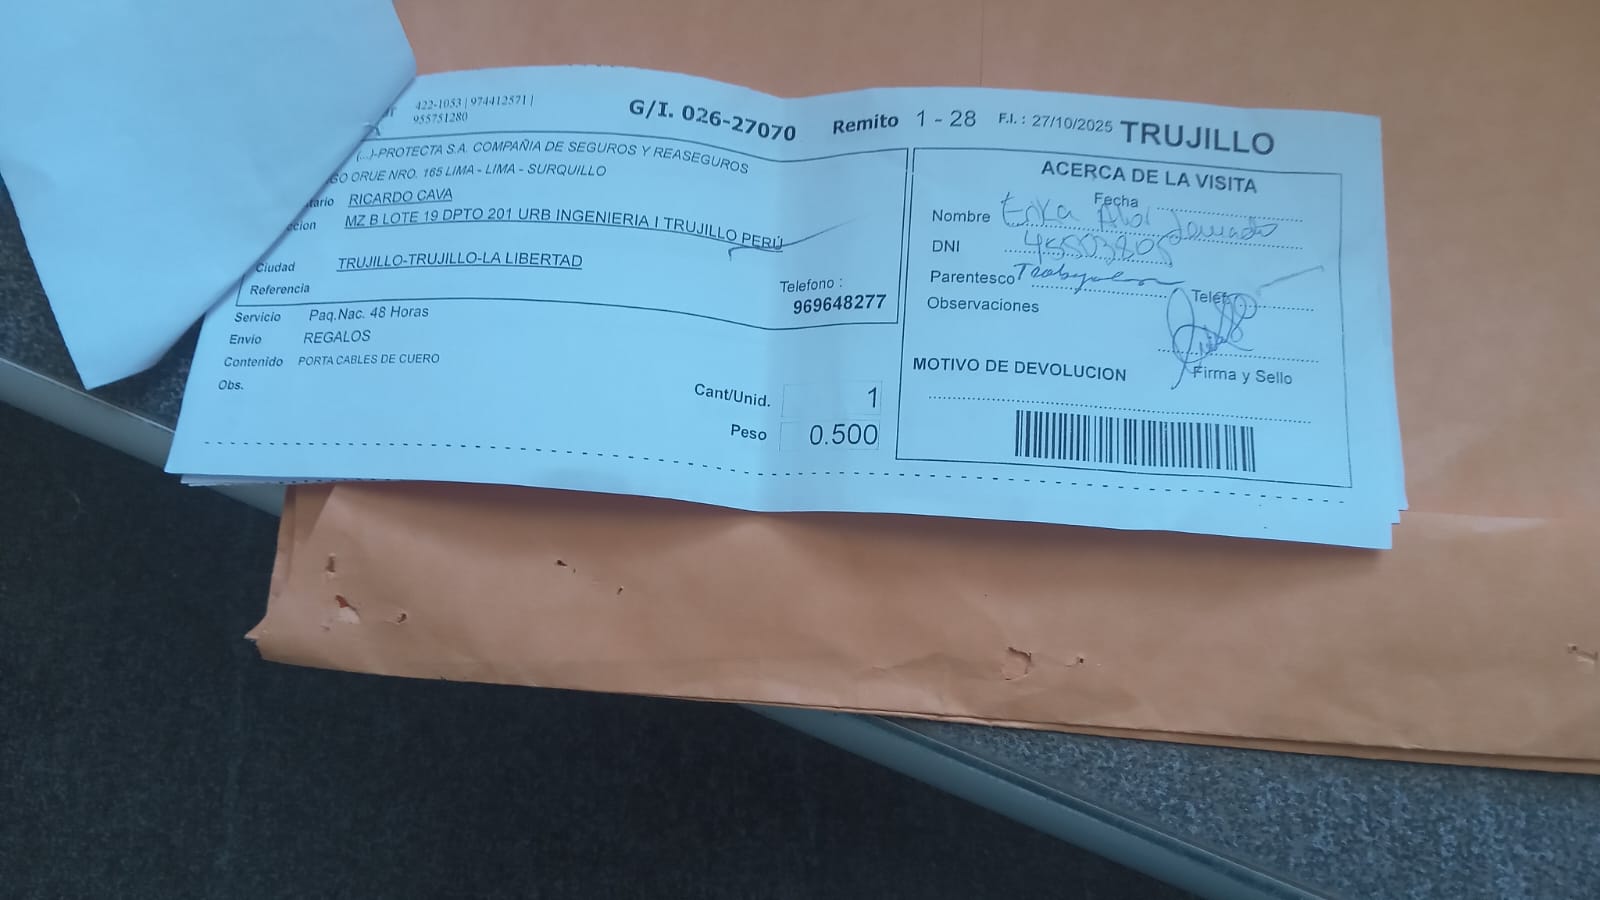 422-1053 | 974412571 |
955751280
G/I. 026-27070
Remito 1 - 28
F.I. : 27/10/2025
TRUJILLO
(...)-PROTECTA S.A. COMPAÑIA DE SEGUROS Y REASEGUROS
GO ORUE NRO. 165 LIMA - LIMA - SURQUILLO
tario RICARDO CAVA
ccion MZ B LOTE 19 DPTO 201 URB INGENIERIA I TRUJILLO PERÚ
Ciudad TRUJILLO-TRUJILLO-LA LIBERTAD
Referencia
Telefono :
969648277
Servicio Paq.Nac. 48 Horas
Envio REGALOS
Contenido PORTA CABLES DE CUERO
Obs.
Cant/Unid. 1
Peso 0.500
ACERCA DE LA VISITA
Fecha
Nombre Erika
DNI
Parentesco
Telef.
Observaciones
Firma y Sello
MOTIVO DE DEVOLUCION